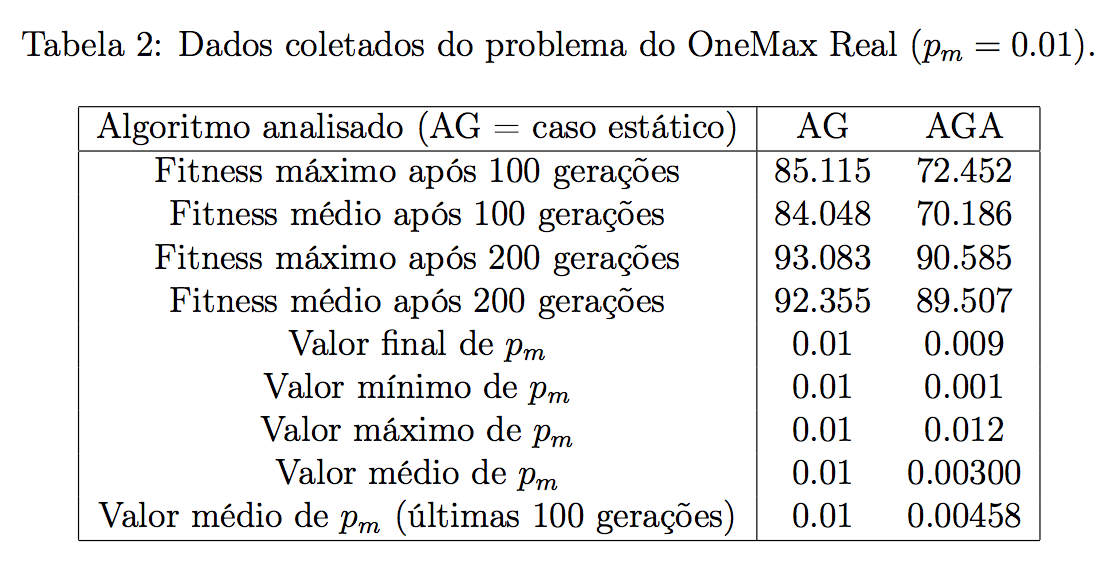 Tabela 2: Dados coletados do problema do OneMax Real (pₘ = 0.01).
Algoritmo analisado (AG = caso estático) AG AGA
Fitness máximo após 100 gerações 85.115 72.452
Fitness médio após 100 gerações 84.048 70.186
Fitness máximo após 200 gerações 93.083 90.585
Fitness médio após 200 gerações 92.355 89.507
Valor final de pₘ 0.01 0.009
Valor mínimo de pₘ 0.01 0.001
Valor máximo de pₘ 0.01 0.012
Valor médio de pₘ 0.01 0.00300
Valor médio de pₘ (últimas 100 gerações) 0.01 0.00458